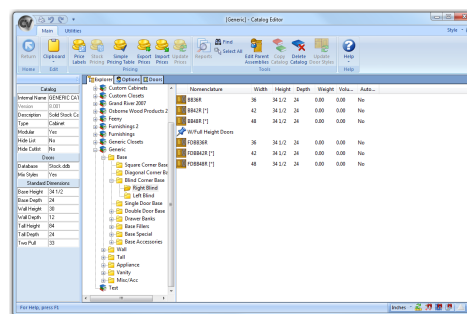 [Generic] - Catalog Editor
Main Utilities Style
Return Clipboard Price Labels Stock Pricing Simple Pricing Table Export Prices Import Prices Update Prices Reports Find Select All Edit Parent Assemblies Copy Catalog Delete Catalog Update Door Styles Help
Home Edit Pricing Tools Help
Explorer Options Doors
Catalog
Internal Name GENERIC CAT
Version 0.001
Description Solid Stock Ca
Type Cabinet
Modular Yes
Hide List No
Hide Cutlist No
Doors
Database Stock.ddb
Mix Styles Yes
Standard Dimensions
Base Height 34 1/2
Base Depth 24
Wall Height 30
Wall Depth 12
Tall Height 84
Tall Depth 24
Two Pull 33
Custom Cabinets
Custom Closets
Grand River 2007
Osborne Wood Products 2
Feeny
Furnishings 2
Furnishings
Generic Closets
Generic
Base
Square Corner Base
Diagonal Corner Ba
Blind Corner Base
Right Blind
Left Blind
Single Door Base
Double Door Base
Drawer Banks
Base Fillers
Base Special
Base Accessories
Wall
Tall
Appliance
Vanity
Misc/Acc
Test
Nomenclature Width Height Depth Weight Volu... Auto...
BB36R 36 34 1/2 24 0.00 0.00 No
BB42R [*] 42 34 1/2 24 0.00 0.00 No
BB48R [*] 48 34 1/2 24 0.00 0.00 No
W/Full Height Doors
FDBB36R 36 34 1/2 24 0.00 0.00 No
FDBB42R [*] 42 34 1/2 24 0.00 0.00 No
FDBB48R [*] 48 34 1/2 24 0.00 0.00 No
For Help, press F1 Inches